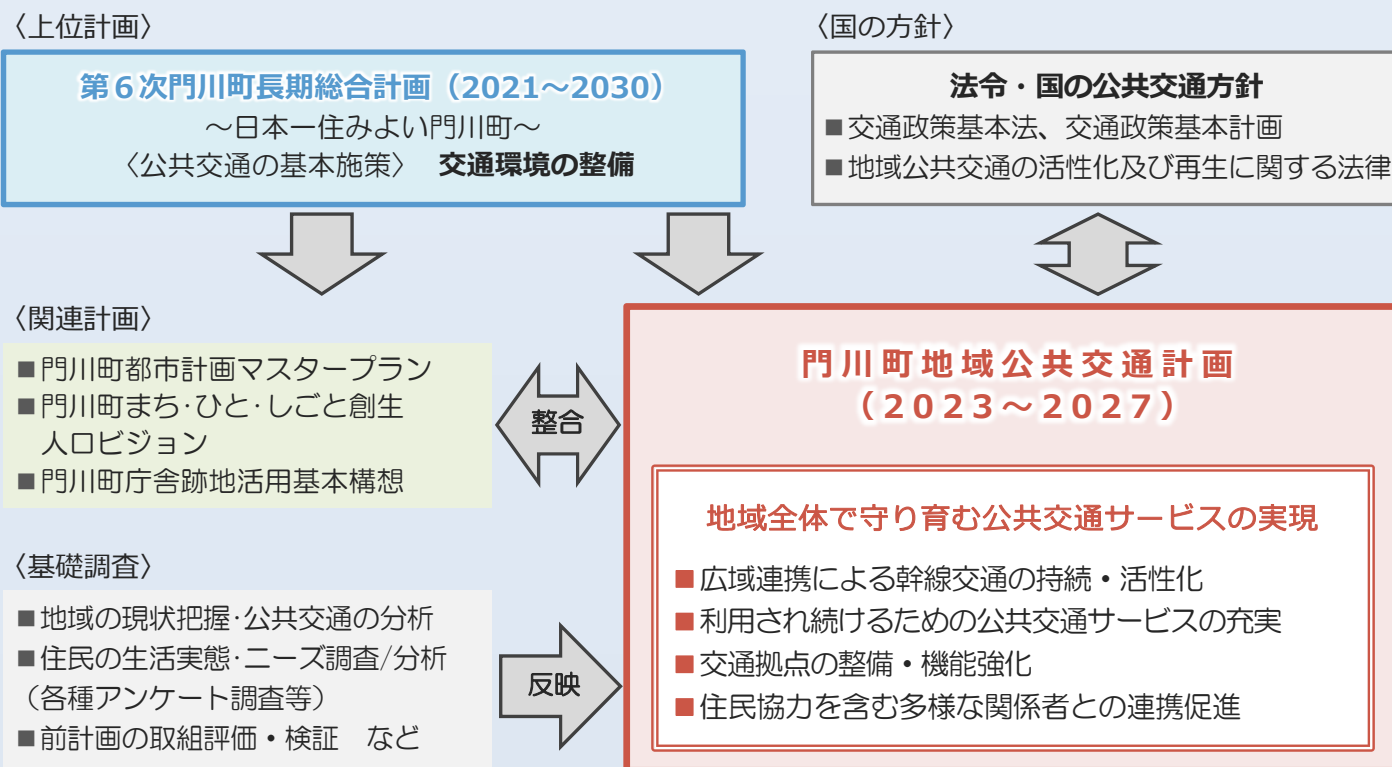 〈上位計画〉
第６次門川町長期総合計画（2021～2030）
～日本一住みよい門川町～
〈公共交通の基本施策〉　交通環境の整備
〈国の方針〉
法令・国の公共交通方針
■交通政策基本法、交通政策基本計画
■地域公共交通の活性化及び再生に関する法律
〈関連計画〉
■門川町都市計画マスタープラン
■門川町まち･ひと･しごと創生
人口ビジョン
■門川町庁舎跡地活用基本構想
整合
〈基礎調査〉
■地域の現状把握･公共交通の分析
■住民の生活実態･ニーズ調査/分析
（各種アンケート調査等）
■前計画の取組評価・検証　など
反映
門川町地域公共交通計画
（2023～2027）
地域全体で守り育む公共交通サービスの実現
■広域連携による幹線交通の持続・活性化
■利用され続けるための公共交通サービスの充実
■交通拠点の整備・機能強化
■住民協力を含む多様な関係者との連携促進